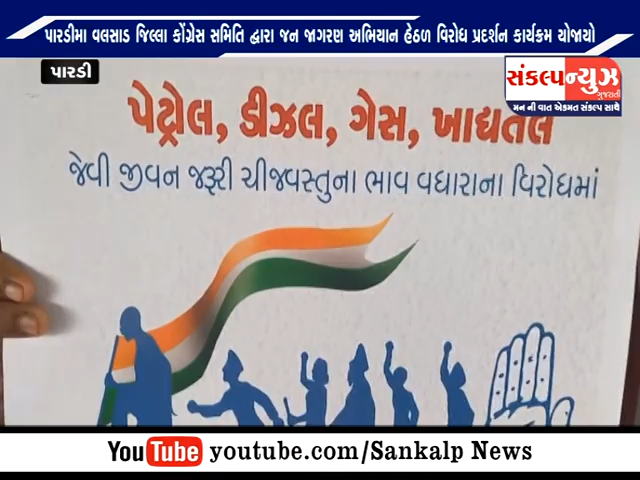 પારડીમા વલસાડ જિલ્લા કોંગ્રેસ સમિતિ દ્વારા જન જાગરણ અભિયાન હેઠળ વિરોધ પ્રદર્શન કાર્યક્રમ યોજાયો
પારડી
સંકલ્પન્યુઝ
ગુજરાતી
મન ની વાત એકમત સંકલ્પ સાથે
પેટ્રોલ, ડીઝલ, ગેસ, ખાદ્યતેલ
જેવી જીવન જરૂરી ચીજવસ્તુના ભાવ વધારાના વિરોધમાં
YouTube youtube.com/Sankalp News